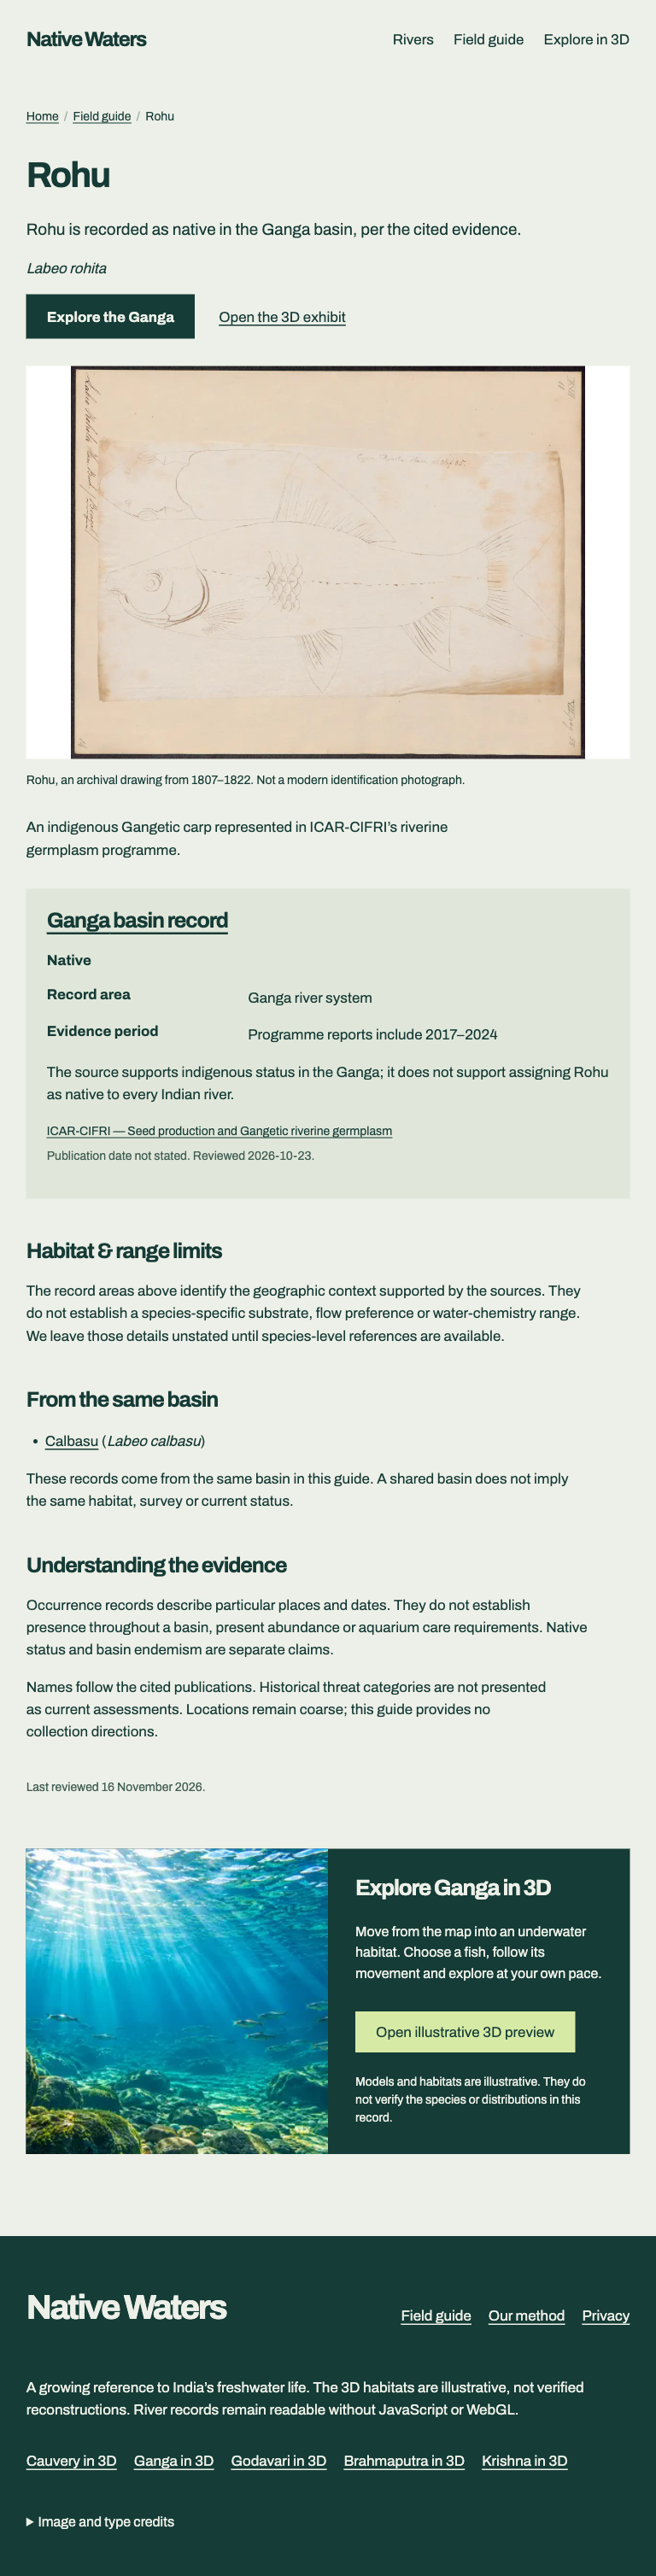 Native Waters
Rivers Field guide Explore in 3D
Home / Field guide / Rohu
Rohu
Rohu is recorded as native in the Ganga basin, per the cited evidence.
Labeo rohita
Explore the Ganga Open the 3D exhibit
Rohu, an archival drawing from 1807–1822. Not a modern identification photograph.
An indigenous Gangetic carp represented in ICAR-CIFRI’s riverine
germplasm programme.
Ganga basin record
Native
Record area Ganga river system
Evidence period Programme reports include 2017–2024
The source supports indigenous status in the Ganga; it does not support assigning Rohu
as native to every Indian river.
ICAR-CIFRI — Seed production and Gangetic riverine germplasm
Publication date not stated. Reviewed 2026-10-23.
Habitat & range limits
The record areas above identify the geographic context supported by the sources. They
do not establish a species-specific substrate, flow preference or water-chemistry range.
We leave those details unstated until species-level references are available.
From the same basin
• Calbasu (Labeo calbasu)
These records come from the same basin in this guide. A shared basin does not imply
the same habitat, survey or current status.
Understanding the evidence
Occurrence records describe particular places and dates. They do not establish
presence throughout a basin, present abundance or aquarium care requirements. Native
status and basin endemism are separate claims.
Names follow the cited publications. Historical threat categories are not presented
as current assessments. Locations remain coarse; this guide provides no
collection directions.
Last reviewed 16 November 2026.
Explore Ganga in 3D
Move from the map into an underwater
habitat. Choose a fish, follow its
movement and explore at your own pace.
Open illustrative 3D preview
Models and habitats are illustrative. They do
not verify the species or distributions in this
record.
Native Waters
Field guide Our method Privacy
A growing reference to India’s freshwater life. The 3D habitats are illustrative, not verified
reconstructions. River records remain readable without JavaScript or WebGL.
Cauvery in 3D Ganga in 3D Godavari in 3D Brahmaputra in 3D Krishna in 3D
▶ Image and type credits